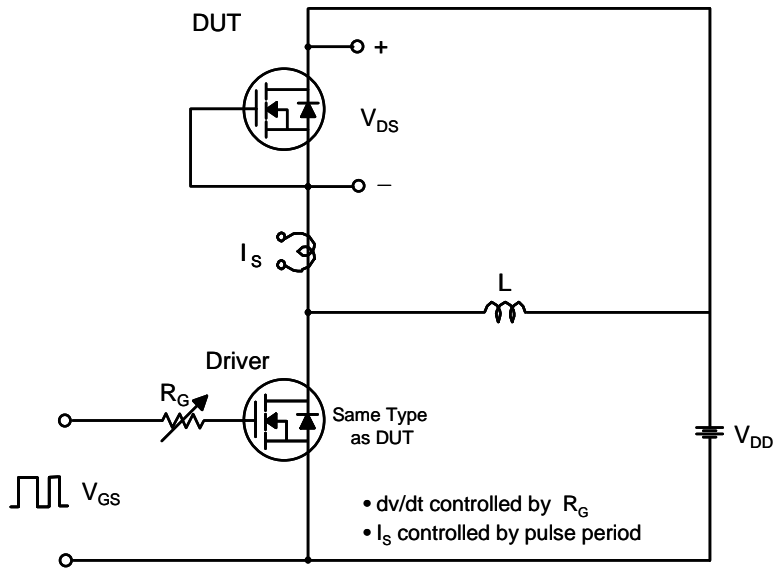 DUT
+
V_DS
–
I_S
L
Driver
R_G
Same Type
as DUT
V_DD
V_GS
• dv/dt controlled by R_G
• I_S controlled by pulse period